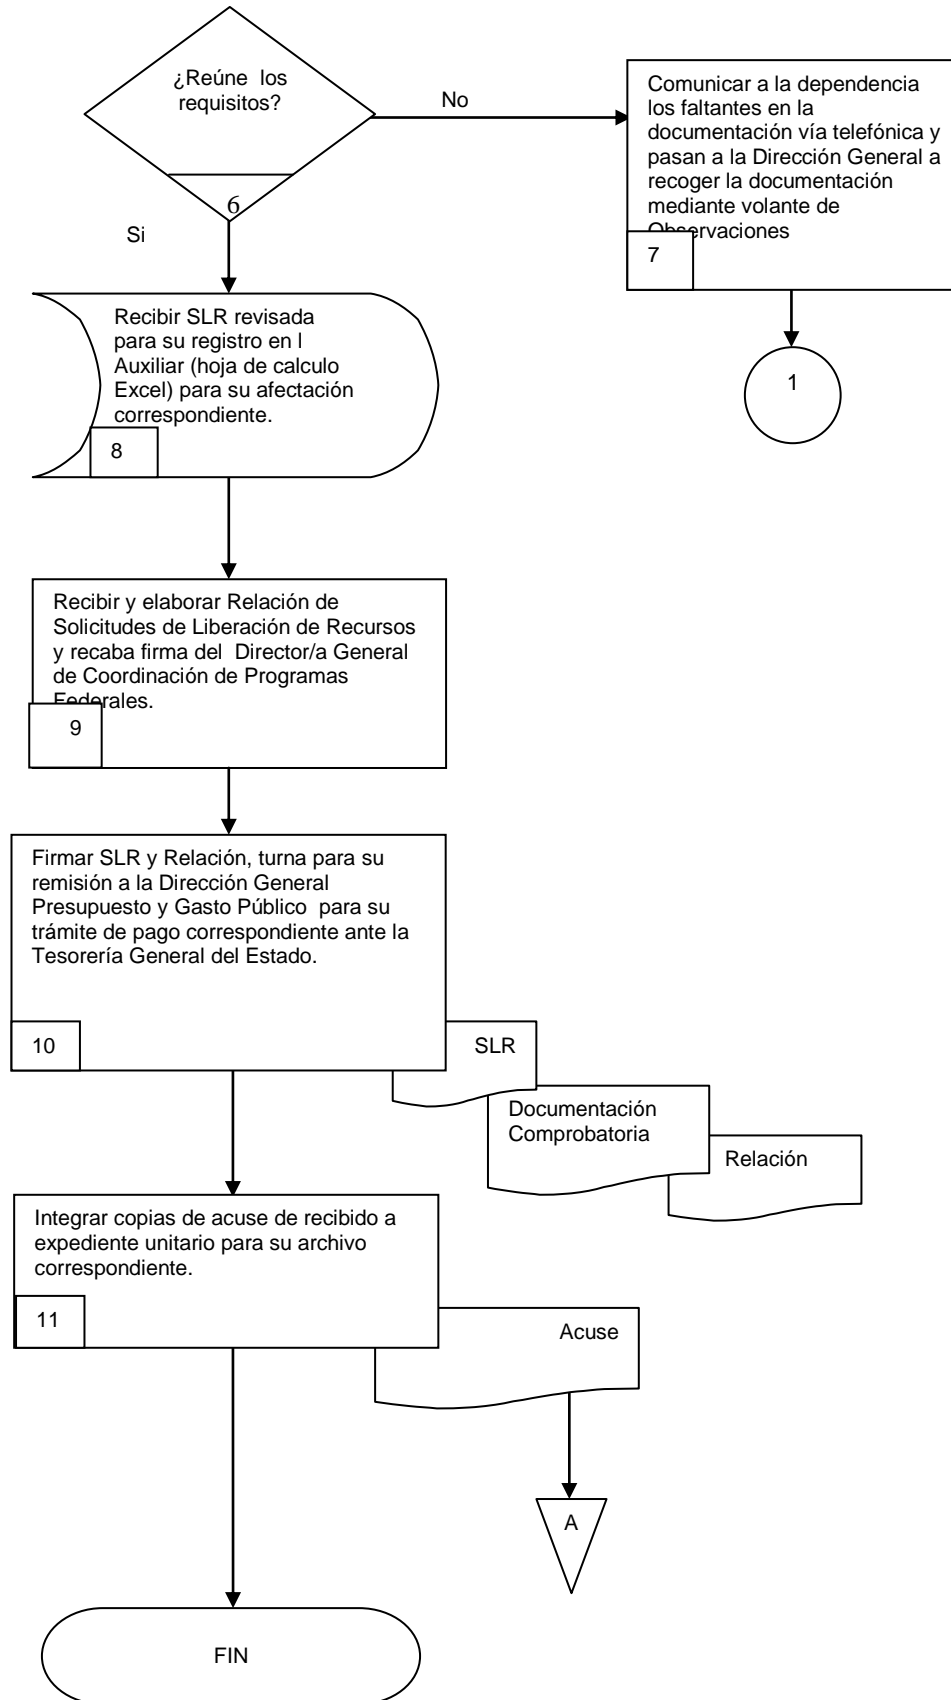 ¿Reúne los
requisitos?
6
No
Si
Comunicar a la dependencia
los faltantes en la
documentación vía telefónica y
pasan a la Dirección General a
recoger la documentación
mediante volante de
Observaciones
7
1
Recibir SLR revisada
para su registro en l
Auxiliar (hoja de calculo
Excel) para su afectación
correspondiente.
8
Recibir y elaborar Relación de
Solicitudes de Liberación de Recursos
y recaba firma del Director/a General
de Coordinación de Programas
Federales.
9
Firmar SLR y Relación, turna para su
remisión a la Dirección General
Presupuesto y Gasto Público para su
trámite de pago correspondiente ante la
Tesorería General del Estado.
10
SLR
Documentación
Comprobatoria
Relación
Integrar copias de acuse de recibido a
expediente unitario para su archivo
correspondiente.
11
Acuse
A
FIN